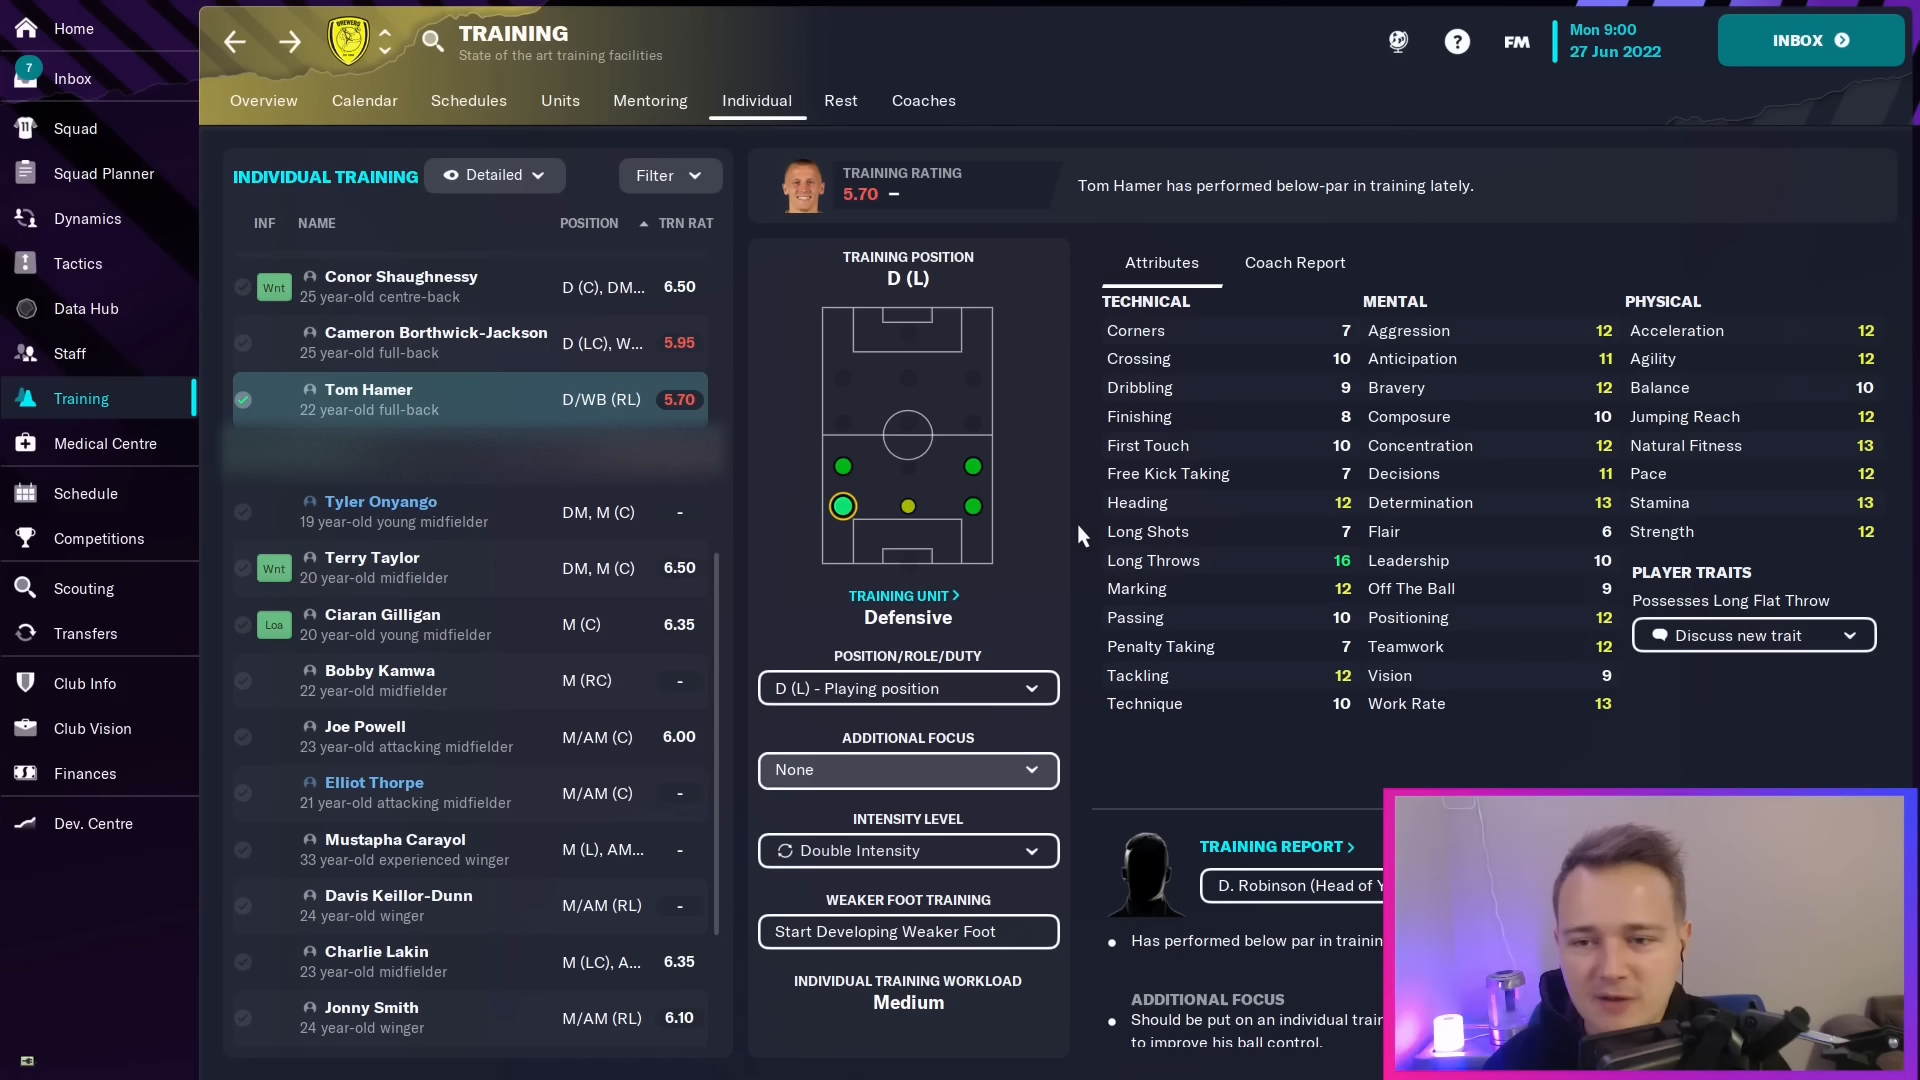 Home
7
Inbox
Squad
Squad Planner
Dynamics
Tactics
Data Hub
Staff
Training
Medical Centre
Schedule
Competitions
Scouting
Transfers
Club Info
Club Vision
Finances
Dev. Centre
BREWERS
TRAINING
State of the art training facilities
FM
Mon 9:00
27 Jun 2022
INBOX
Overview Calendar Schedules Units Mentoring Individual Rest Coaches
INDIVIDUAL TRAINING Detailed Filter
INF NAME POSITION TRN RAT
Wnt Conor Shaughnessy D (C), DM... 6.50
25 year-old centre-back
Cameron Borthwick-Jackson D (LC), W... 5.95
25 year-old full-back
Tom Hamer D/WB (RL) 5.70
22 year-old full-back
Tyler Onyango DM, M (C) -
19 year-old young midfielder
Wnt Terry Taylor DM, M (C) 6.50
20 year-old midfielder
Loa Ciaran Gilligan M (C) 6.35
20 year-old young midfielder
Bobby Kamwa M (RC) -
22 year-old midfielder
Joe Powell M/AM (C) 6.00
23 year-old attacking midfielder
Elliot Thorpe M/AM (C) -
21 year-old attacking midfielder
Mustapha Carayol M (L), AM... -
33 year-old experienced winger
Davis Keillor-Dunn M/AM (RL) -
24 year-old winger
Charlie Lakin M (LC), A... 6.35
23 year-old midfielder
Jonny Smith M/AM (RL) 6.10
24 year-old winger
TRAINING RATING
5.70 –
Tom Hamer has performed below-par in training lately.
TRAINING POSITION
D (L)
TRAINING UNIT
Defensive
POSITION/ROLE/DUTY
D (L) - Playing position
ADDITIONAL FOCUS
None
INTENSITY LEVEL
Double Intensity
WEAKER FOOT TRAINING
Start Developing Weaker Foot
INDIVIDUAL TRAINING WORKLOAD
Medium
Attributes Coach Report
TECHNICAL MENTAL PHYSICAL
Corners 7 Aggression 12 Acceleration 12
Crossing 10 Anticipation 11 Agility 12
Dribbling 9 Bravery 12 Balance 10
Finishing 8 Composure 10 Jumping Reach 12
First Touch 10 Concentration 12 Natural Fitness 13
Free Kick Taking 7 Decisions 11 Pace 12
Heading 12 Determination 13 Stamina 13
Long Shots 7 Flair 6 Strength 12
Long Throws 16 Leadership 10
Marking 12 Off The Ball 9
Passing 10 Positioning 12
Penalty Taking 7 Teamwork 12
Tackling 12 Vision 9
Technique 10 Work Rate 13
PLAYER TRAITS
Possesses Long Flat Throw
Discuss new trait
TRAINING REPORT
D. Robinson (Head of Y
Has performed below par in trainin
ADDITIONAL FOCUS
Should be put on an individual train
to improve his ball control.